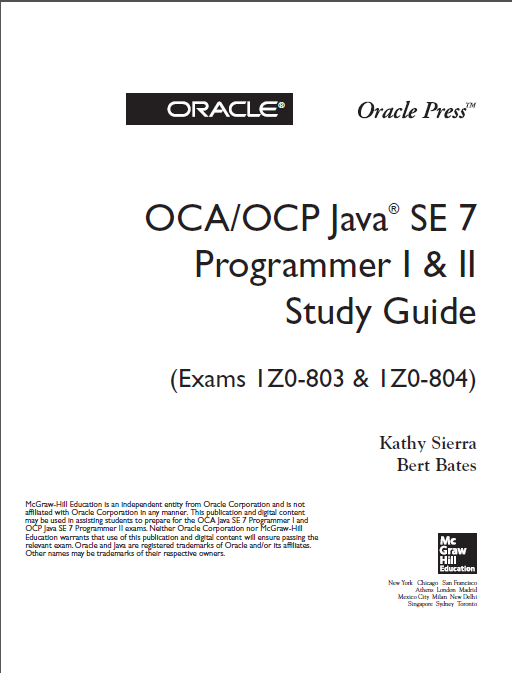 ORACLE®
Oracle Press™
OCA/OCP Java® SE 7
Programmer I & II
Study Guide
(Exams 1Z0-803 & 1Z0-804)
Kathy Sierra
Bert Bates
McGraw-Hill Education is an independent entity from Oracle Corporation and is not
affiliated with Oracle Corporation in any manner. This publication and digital content
may be used in assisting students to prepare for the OCA Java SE 7 Programmer I and
OCP Java SE 7 Programmer II exams. Neither Oracle Corporation nor McGraw-Hill
Education warrants that use of this publication and digital content will ensure passing the
relevant exam. Oracle and Java are registered trademarks of Oracle and/or its affiliates.
Other names may be trademarks of their respective owners.
Mc
Graw
Hill
Education
New York Chicago San Francisco
Athens London Madrid
Mexico City Milan New Delhi
Singapore Sydney Toronto